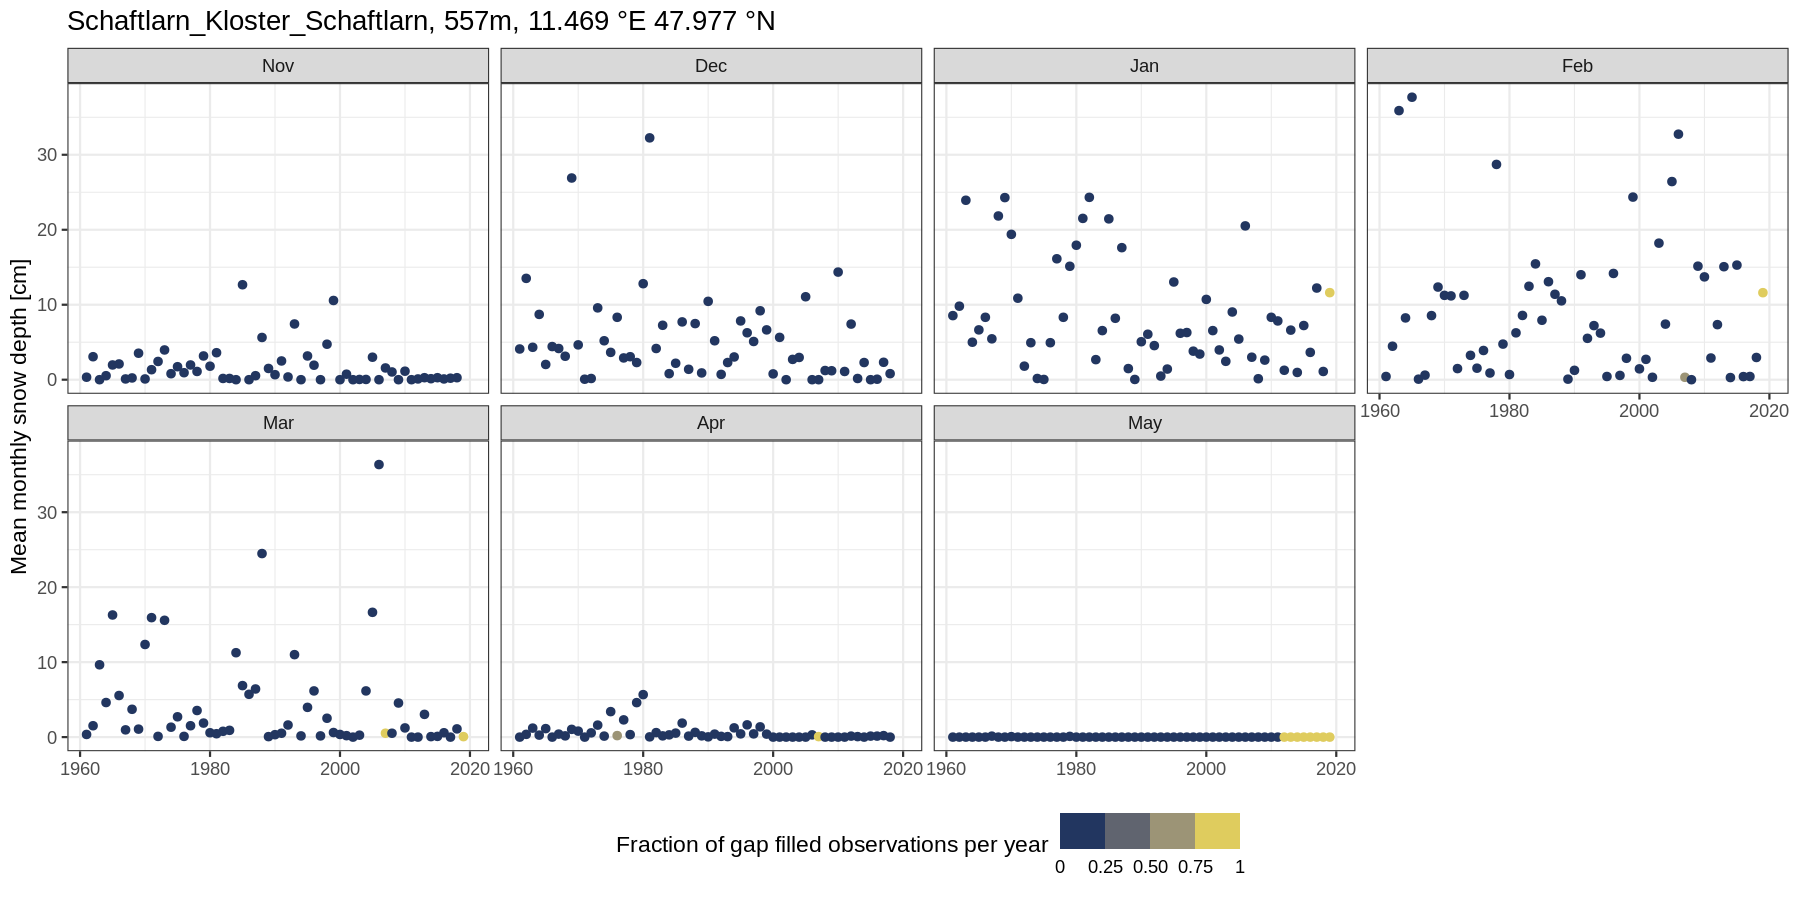 Schaftlarn_Kloster_Schaftlarn, 557m, 11.469 °E 47.977 °N
Nov
Dec
Jan
Feb
30
20
10
0
1960 1980 2000 2020
Mean monthly snow depth [cm]
Mar
Apr
May
30
20
10
0
1960 1980 2000 2020
1960 1980 2000 2020
1960 1980 2000 2020
Fraction of gap filled observations per year
0 0.25 0.50 0.75 1